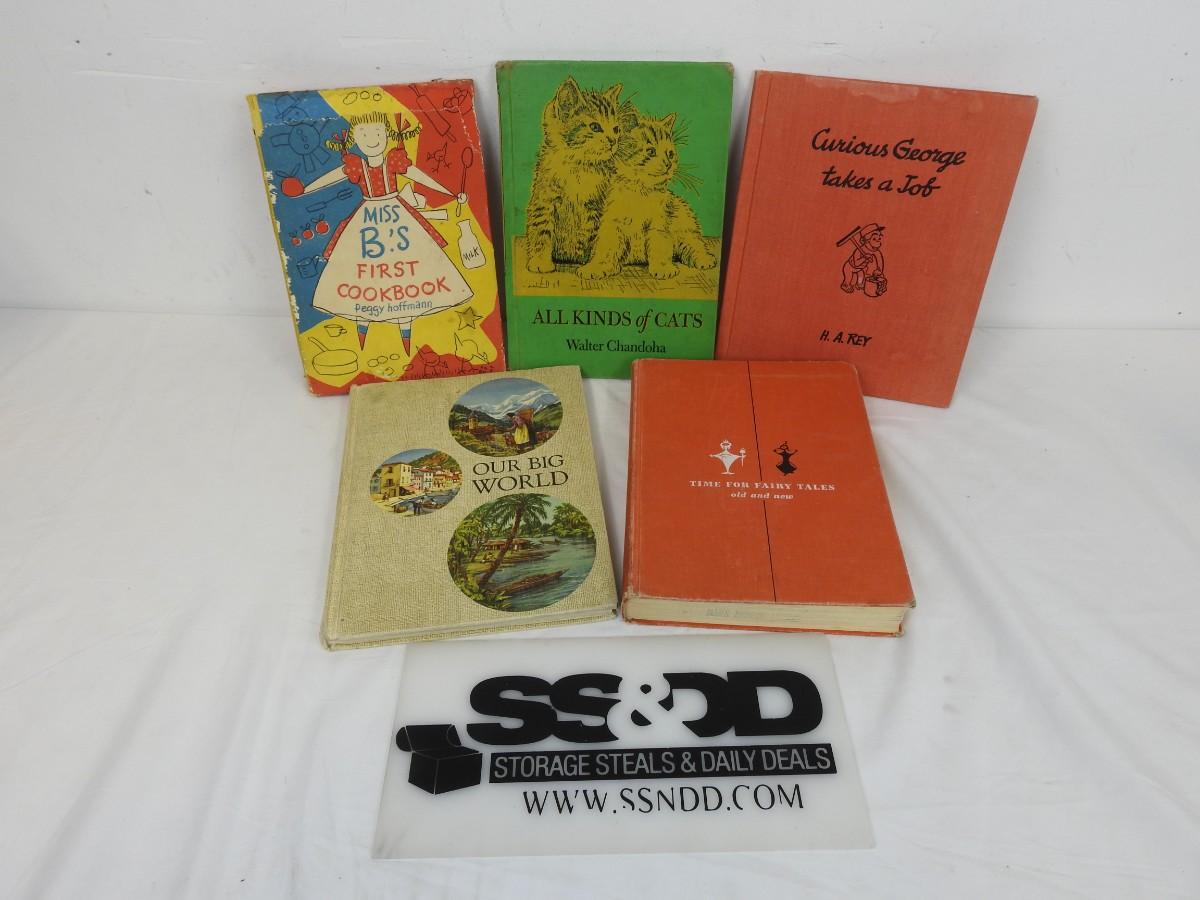 MISS
B.'S
FIRST
COOKBOOK
Peggy Hoffmann
MILK
ALL KINDS of CATS
Walter Chandoha
Curious George
takes a Job
H. A. REY
OUR BIG
WORLD
TIME FOR FAIRY TALES
old and new
SS&DD
STORAGE STEALS & DAILY DEALS
WWW.SSNDD.COM